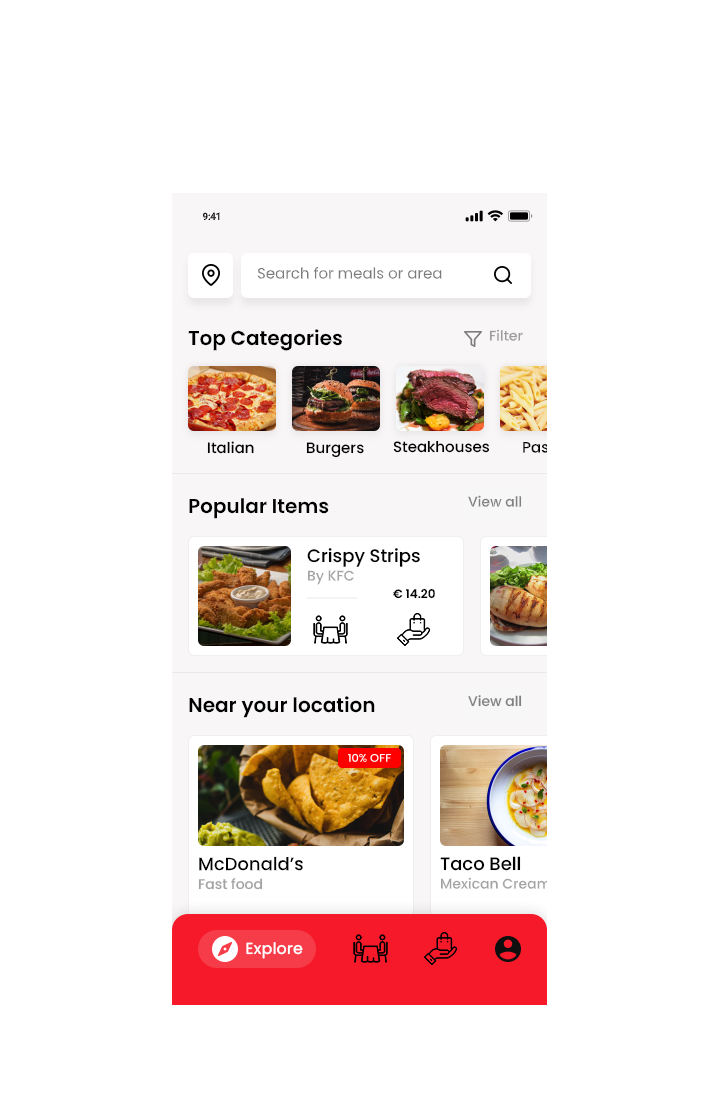 9:41
Search for meals or area
Top Categories
Filter
Italian
Burgers
Steakhouses
Pas
Popular Items
View all
Crispy Strips
By KFC
€ 14.20
Near your location
View all
10% OFF
McDonald's
Fast food
Taco Bell
Mexican Cream
Explore